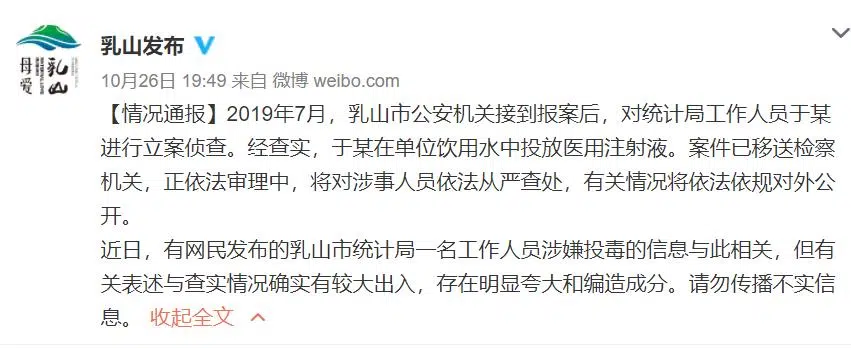 乳山发布
10月26日 19:49 来自 微博 weibo.com
【情况通报】2019年7月，乳山市公安机关接到报案后，对统计局工作人员于某
进行立案侦查。经查实，于某在单位饮用水中投放医用注射液。案件已移送检察
机关，正依法审理中，将对涉事人员依法从严查处，有关情况将依法依规对外公
开。
近日，有网民发布的乳山市统计局一名工作人员涉嫌投毒的信息与此相关，但有
关表述与查实情况确实有较大出入，存在明显夸大和编造成分。请勿传播不实信
息。 收起全文
母爱
乳山